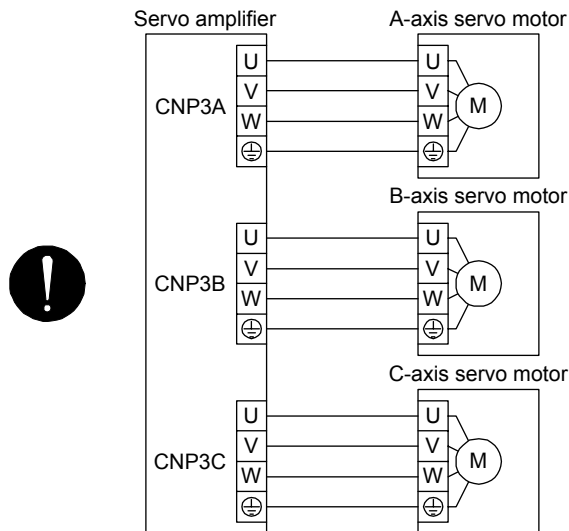 Servo amplifier
A-axis servo motor
CNP3A
U
V
W
U
V
W
M
B-axis servo motor
CNP3B
U
V
W
U
V
W
M
C-axis servo motor
CNP3C
U
V
W
U
V
W
M